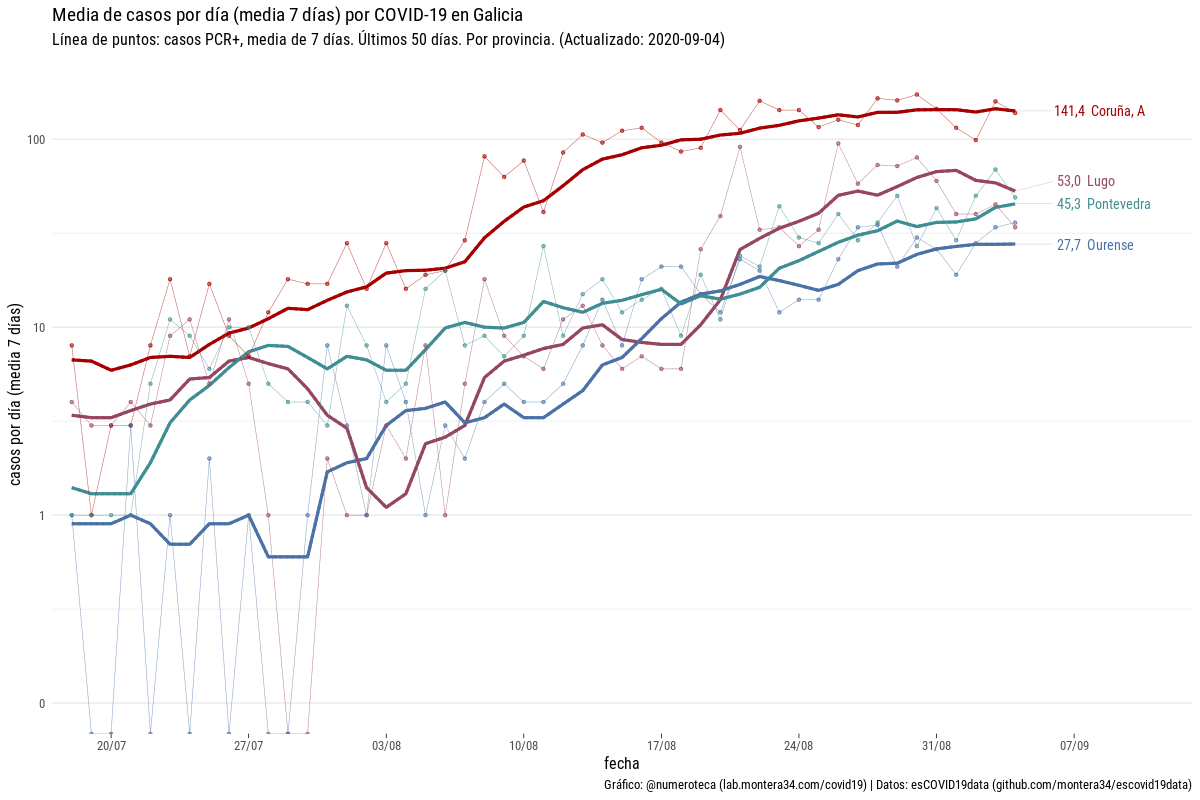 Media de casos por día (media 7 días) por COVID-19 en Galicia
Línea de puntos: casos PCR+, media de 7 días. Últimos 50 días. Por provincia. (Actualizado: 2020-09-04)
casos por día (media 7 días)
100
10
1
0
141,4 Coruña, A
53,0 Lugo
45,3 Pontevedra
27,7 Ourense
20/07
27/07
03/08
10/08
17/08
24/08
31/08
07/09
fecha
Gráfico: @numeroteca (lab.montera34.com/covid19) | Datos: esCOVID19data (github.com/montera34/escovid19data)